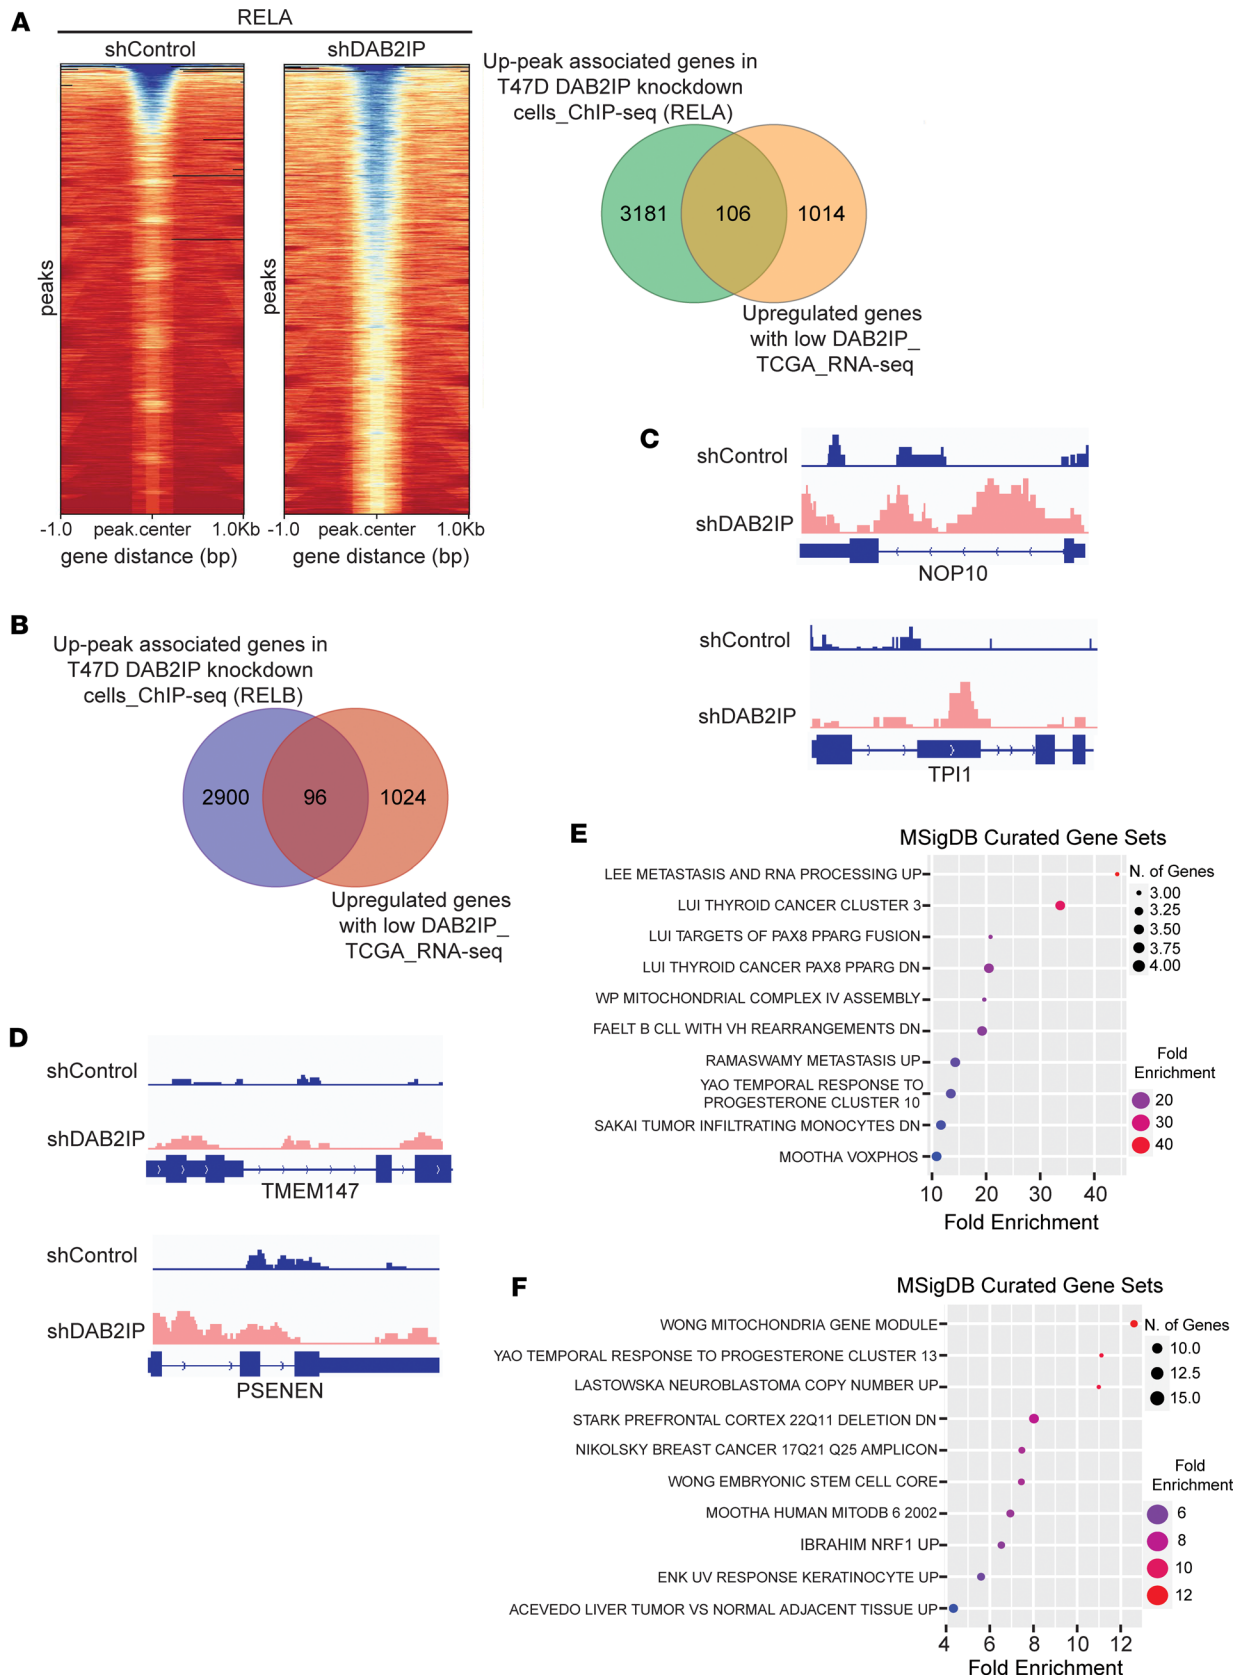 A
RELA
shControl
shDAB2IP
peaks
peaks
-1.0
peak.center
1.0Kb
-1.0
peak.center
1.0Kb
gene distance (bp)
gene distance (bp)
Up-peak associated genes in
T47D DAB2IP knockdown
cells_ChIP-seq (RELA)
3181
106
1014
Upregulated genes
with low DAB2IP_
TCGA_RNA-seq
B
Up-peak associated genes in
T47D DAB2IP knockdown
cells_ChIP-seq (RELB)
2900
96
1024
Upregulated genes
with low DAB2IP_
TCGA_RNA-seq
C
shControl
shDAB2IP
NOP10
shControl
shDAB2IP
TPI1
D
shControl
shDAB2IP
TMEM147
shControl
shDAB2IP
PSENEN
E
MSigDB Curated Gene Sets
LEE METASTASIS AND RNA PROCESSING UP
LUI THYROID CANCER CLUSTER 3
LUI TARGETS OF PAX8 PPARG FUSION
LUI THYROID CANCER PAX8 PPARG DN
WP MITOCHONDRIAL COMPLEX IV ASSEMBLY
FAELT B CLL WITH VH REARRANGEMENTS DN
RAMASWAMY METASTASIS UP
YAO TEMPORAL RESPONSE TO
PROGESTERONE CLUSTER 10
SAKAI TUMOR INFILTRATING MONOCYTES DN
MOOTHA VOXPHOS
10
20
30
40
Fold Enrichment
N. of Genes
3.00
3.25
3.50
3.75
4.00
Fold
Enrichment
20
30
40
F
MSigDB Curated Gene Sets
WONG MITOCHONDRIA GENE MODULE
YAO TEMPORAL RESPONSE TO PROGESTERONE CLUSTER 13
LASTOWSKA NEUROBLASTOMA COPY NUMBER UP
STARK PREFRONTAL CORTEX 22Q11 DELETION DN
NIKOLSKY BREAST CANCER 17Q21 Q25 AMPLICON
WONG EMBRYONIC STEM CELL CORE
MOOTHA HUMAN MITODB 6 2002
IBRAHIM NRF1 UP
ENK UV RESPONSE KERATINOCYTE UP
ACEVEDO LIVER TUMOR VS NORMAL ADJACENT TISSUE UP
4
6
8
10
12
Fold Enrichment
N. of Genes
10.0
12.5
15.0
Fold
Enrichment
6
8
10
12